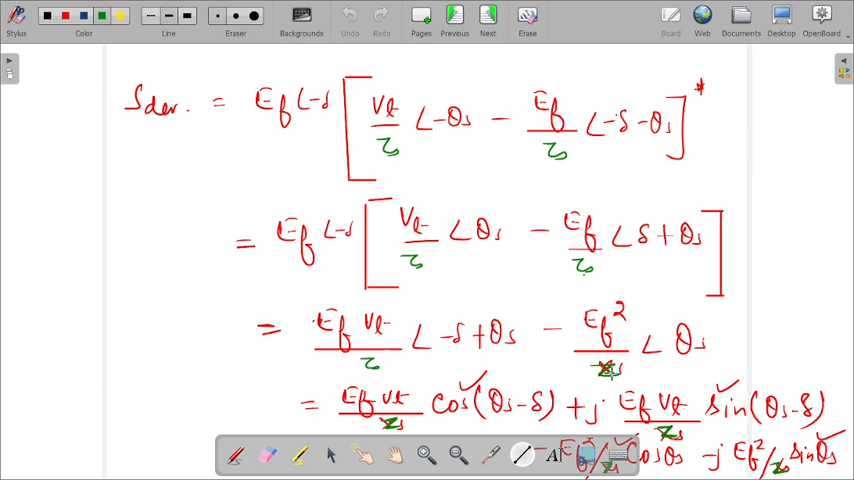 Stylus Color Line Eraser Backgrounds Undo Redo Pages Previous Next Erase Board Web Documents Desktop OpenBoard
Sder. = Ef ∠-δ [ Vt/Zs ∠-θs - Ef/Zs ∠-δ-θs ]*
= Ef ∠-δ [ Vt/Zs ∠θs - Ef/Zs ∠δ+θs ]
= Ef Vt/Zs ∠-δ+θs - Ef²/Zs ∠θs
= Ef Vt/Zs cos(θs-δ) + j Ef Vt/Zs sin(θs-δ)
- Ef²/Zs cosθs - j Ef²/Zs sinθs